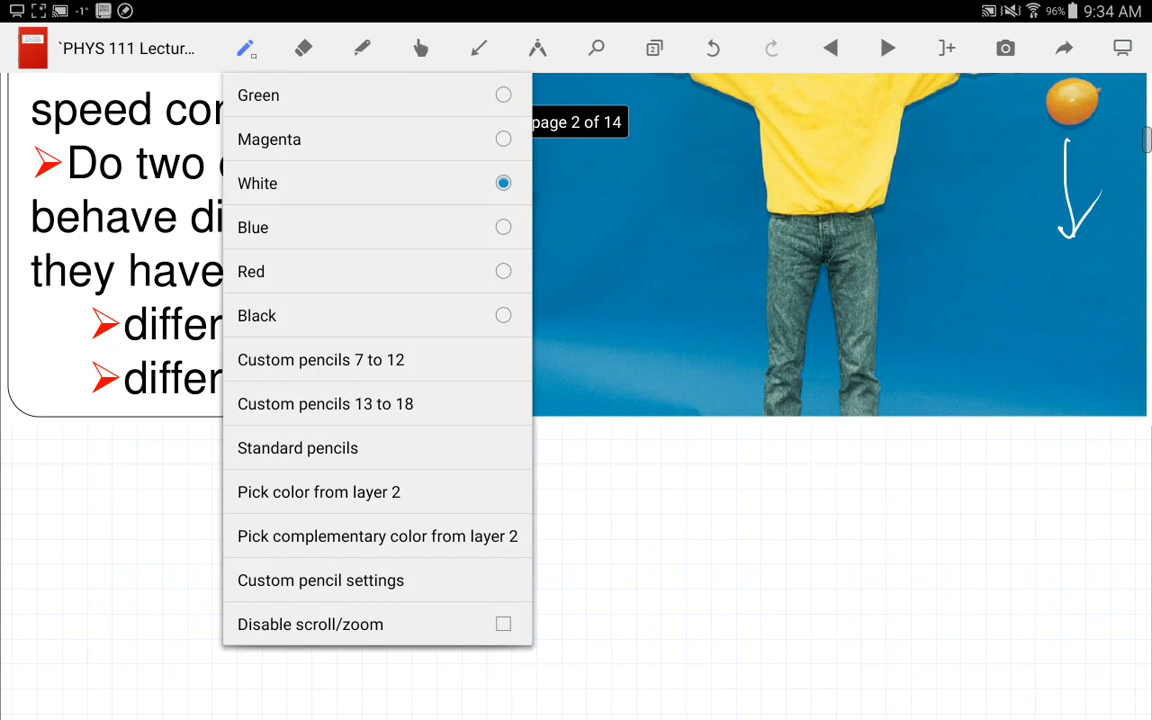 -1°
96%
9:34 AM
`PHYS 111 Lectur...
2
]+
page 2 of 14
speed cor
Do two
behave di
they have
differ
differ
Green
Magenta
White
Blue
Red
Black
Custom pencils 7 to 12
Custom pencils 13 to 18
Standard pencils
Pick color from layer 2
Pick complementary color from layer 2
Custom pencil settings
Disable scroll/zoom